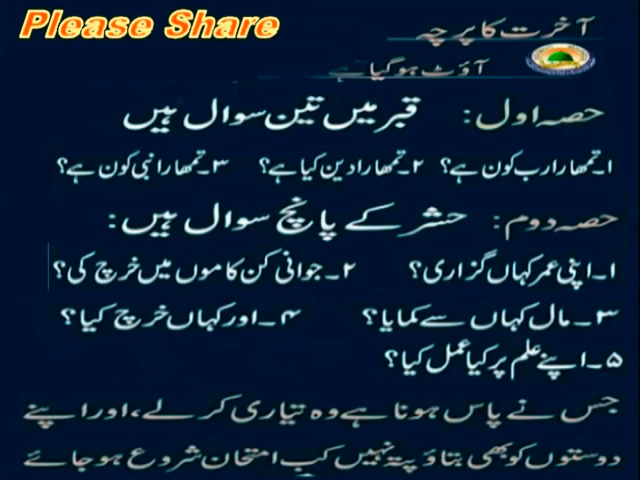 Please Share
آخرت کا پرچہ
آؤٹ ہوگیا ہے
حصہ اول: قبر میں تین سوال ہیں
۱۔ تمھارا رب کون ہے؟ ۲۔ تمھارا دین کیا ہے؟ ۳۔ تمھارا نبی کون ہے؟
حصہ دوم: حشر کے پانچ سوال ہیں:
۱۔ اپنی عمر کہاں گزاری؟ ۲۔ جوانی کن کاموں میں خرچ کی؟
۳۔ مال کہاں سے کمایا؟ ۴۔ اور کہاں خرچ کیا؟
۵۔ اپنے علم پر کیا عمل کیا؟
جس نے پاس ہونا ہے وہ تیاری کر لے، اور اپنے
دوستوں کو بھی بتاؤ پتہ نہیں کب امتحان شروع ہو جائے